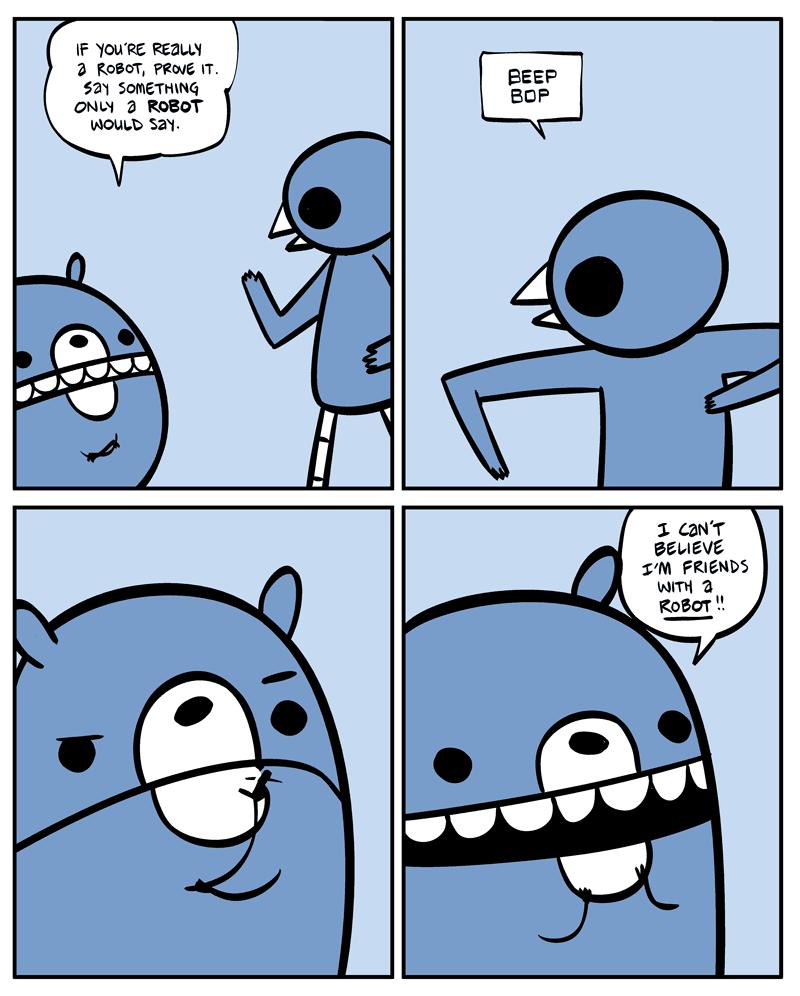 IF YOU'RE REALLY
A ROBOT, PROVE IT.
SAY SOMETHING
ONLY A ROBOT
WOULD SAY.
BEEP
BOP
I CAN'T
BELIEVE
I'M FRIENDS
WITH A
ROBOT!!